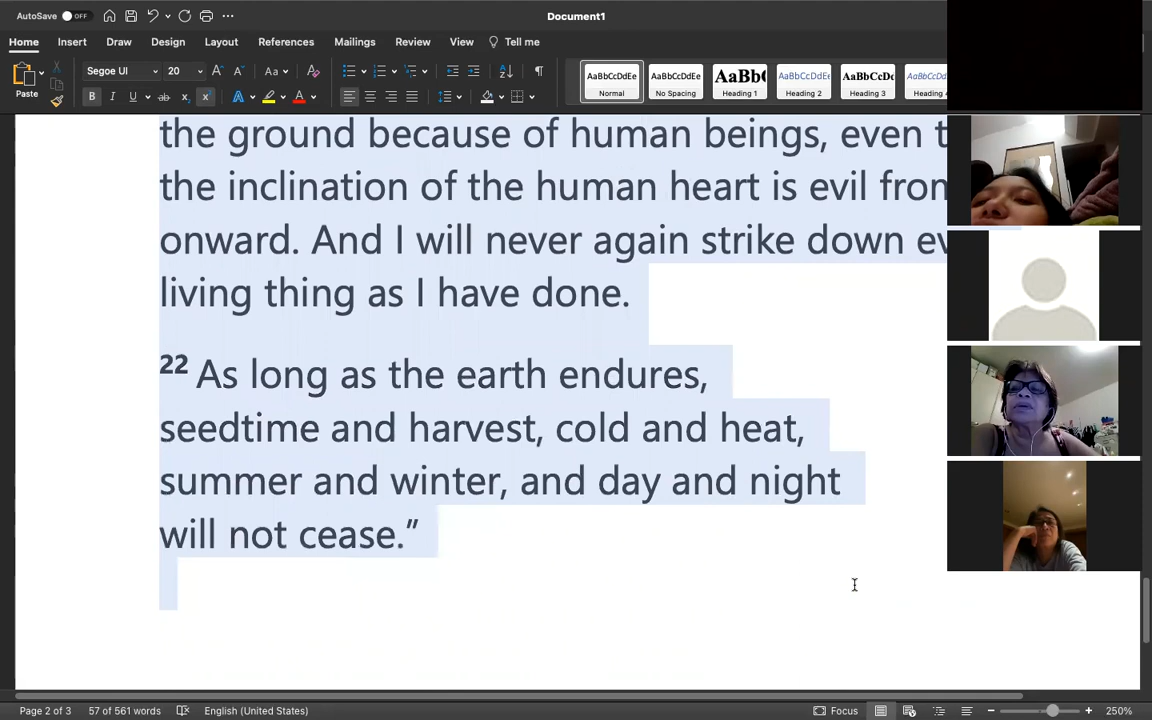 AutoSave OFF
Document1
Home Insert Draw Design Layout References Mailings Review View Tell me
Paste
Segoe UI 20
AaBbCcDdEe AaBbCcDdEe AaBbC AaBbCcDdEe AaBbCcDc AaBbCcDdE
Normal No Spacing Heading 1 Heading 2 Heading 3 Heading 4
the ground because of human beings, even t
the inclination of the human heart is evil from
onward. And I will never again strike down ev
living thing as I have done.
22 As long as the earth endures,
seedtime and harvest, cold and heat,
summer and winter, and day and night
will not cease.”
Page 2 of 3 57 of 561 words English (United States) Focus 250%